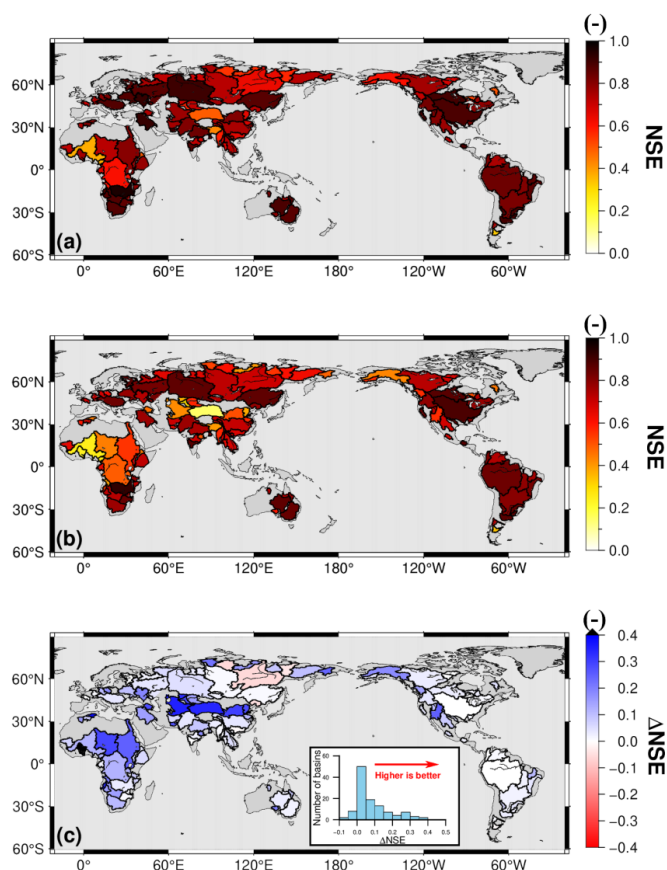 (-)
1.0
60°N
0.8
30°N
0.6
NSE
0°
0.4
30°S
0.2
(a)
60°S
0.0
0° 60°E 120°E 180° 120°W 60°W
(-)
1.0
60°N
0.8
30°N
0.6
NSE
0°
0.4
30°S
0.2
(b)
60°S
0.0
0° 60°E 120°E 180° 120°W 60°W
(-)
0.4
60°N
0.3
0.2
30°N
0.1
0°
0.0
ΔNSE
−0.1
30°S
−0.2
−0.3
(c)
60°S
−0.4
Number of basins
60
40
20
0
Higher is better
-0.1 0.0 0.1 0.2 0.3 0.4 0.5
ΔNSE
0° 60°E 120°E 180° 120°W 60°W